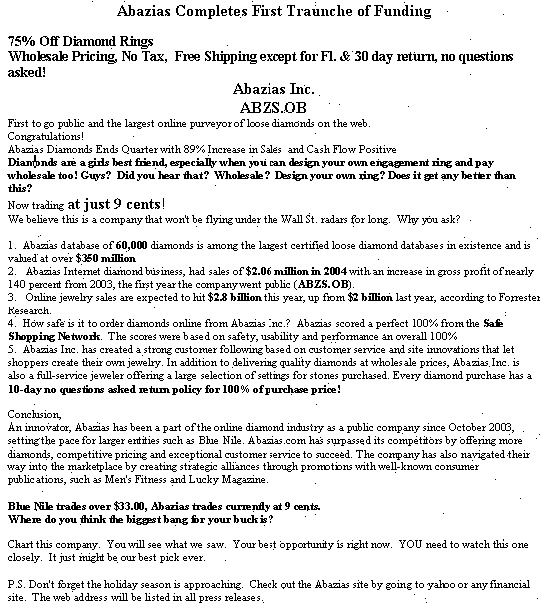 Abazias Completes First Traunche of Funding
75% Off Diamond Rings
Wholesale Pricing, No Tax, Free Shipping except for Fl. & 30 day return, no questions
asked!
Abazias Inc.
ABZS.OB
First to go public and the largest online purveyor of loose diamonds on the web.
Congratulations!
Abazias Diamonds Ends Quarter with 89% Increase in Sales and Cash Flow Positive
Diamonds are a girls best friend, especially when you can design your own engagement ring and pay
wholesale too! Guys? Did you hear that? Wholesale? Design your own ring? Does it get any better than
this?
Now trading at just 9 cents!
We believe this is a company that won't be flying under the Wall St. radars for long. Why you ask?
1. Abazias database of 60,000 diamonds is among the largest certified loose diamond databases in existence and is
valued at over $350 million
2. Abazias Internet diamond business, had sales of $2.06 million in 2004 with an increase in gross profit of nearly
140 percent from 2003, the first year the company went public (ABZS.OB).
3. Online jewelry sales are expected to hit $2.8 billion this year, up from $2 billion last year, according to Forrester
Research.
4. How safe is it to order diamonds online from Abazias Inc.? Abazias scored a perfect 100% from the Safe
Shopping Network. The scores were based on safety, usability and performance an overall 100%
5. Abazias Inc. has created a strong customer following based on customer service and site innovations that let
shoppers create their own jewelry. In addition to delivering quality diamonds at wholesale prices, Abazias, Inc. is
also a full-service jeweler offering a large selection of settings for stones purchased. Every diamond purchase has a
10-day no questions asked return policy for 100% of purchase price!
Conclusion,
An innovator, Abazias has been a part of the online diamond industry as a public company since October 2003,
setting the pace for larger entities such as Blue Nile. Abazias.com has surpassed its competitors by offering more
diamonds, competitive pricing and exceptional customer service to succeed. The company has also navigated their
way into the marketplace by creating strategic alliances through promotions with well-known consumer
publications, such as Men's Fitness and Lucky Magazine.
Blue Nile trades over $33.00, Abazias trades currently at 9 cents.
Where do you think the biggest bang for your buck is?
Chart this company. You will see what we saw. Your best opportunity is right now. YOU need to watch this one
closely. It just might be our best pick ever.
P.S. Don't forget the holiday season is approaching. Check out the Abazias site by going to yahoo or any financial
site. The web address will be listed in all press releases.